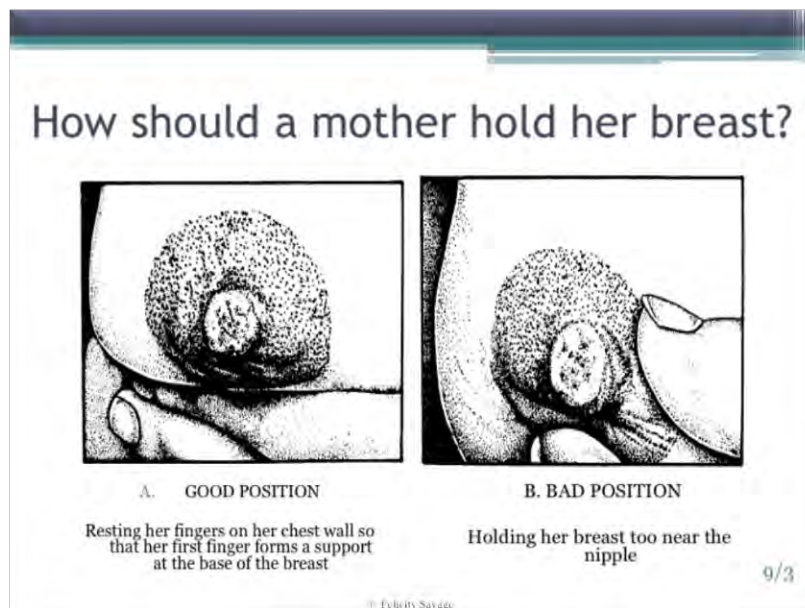 How should a mother hold her breast?
A. GOOD POSITION
Resting her fingers on her chest wall so
that her first finger forms a support
at the base of the breast
B. BAD POSITION
Holding her breast too near the
nipple
9/3
© Felicity Savage